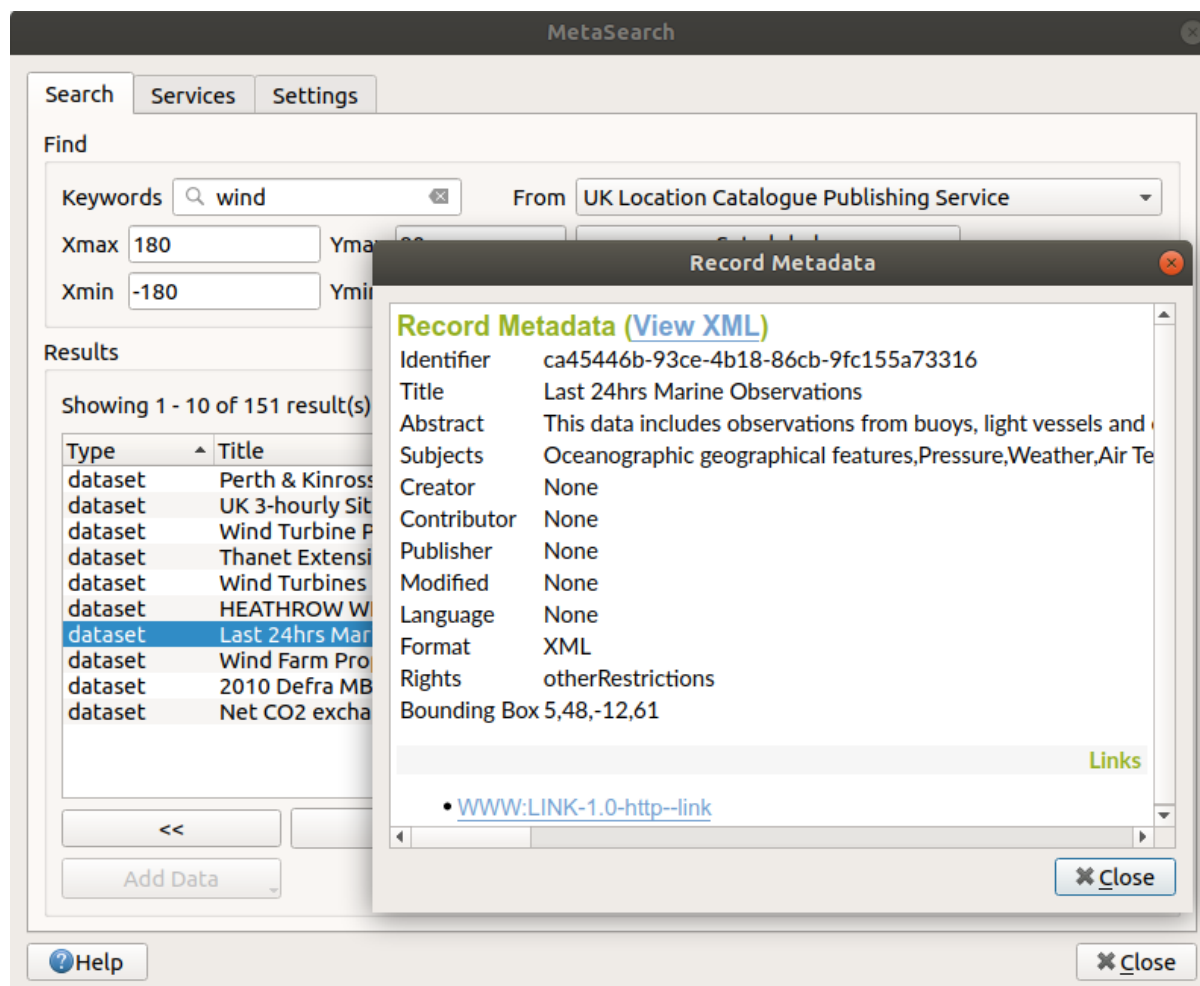 MetaSearch
Search Services Settings
Find
Keywords wind From UK Location Catalogue Publishing Service
Xmax 180
Xmin -180
Results
Showing 1 - 10 of 151 result(s)
Type Title
dataset Perth & Kinross
dataset UK 3-hourly Sit
dataset Wind Turbine P
dataset Thanet Extensi
dataset Wind Turbines
dataset HEATHROW WI
dataset Last 24hrs Mar
dataset Wind Farm Pro
dataset 2010 Defra MB
dataset Net CO2 excha
<<
Add Data
Help Close
Record Metadata
Record Metadata (View XML)
Identifier ca45446b-93ce-4b18-86cb-9fc155a73316
Title Last 24hrs Marine Observations
Abstract This data includes observations from buoys, light vessels and
Subjects Oceanographic geographical features,Pressure,Weather,Air Te
Creator None
Contributor None
Publisher None
Modified None
Language None
Format XML
Rights otherRestrictions
Bounding Box 5,48,-12,61
Links
WWW:LINK-1.0-http--link
Close